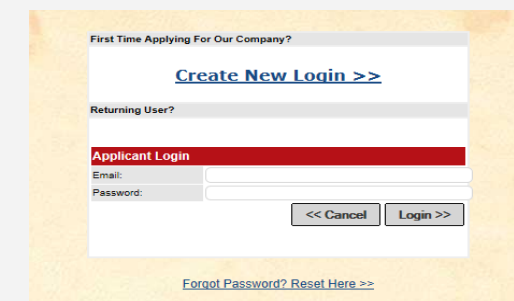 First Time Applying For Our Company?
Create New Login >>
Returning User?
Applicant Login
Email:
Password:
<< Cancel Login >>
Forgot Password? Reset Here >>